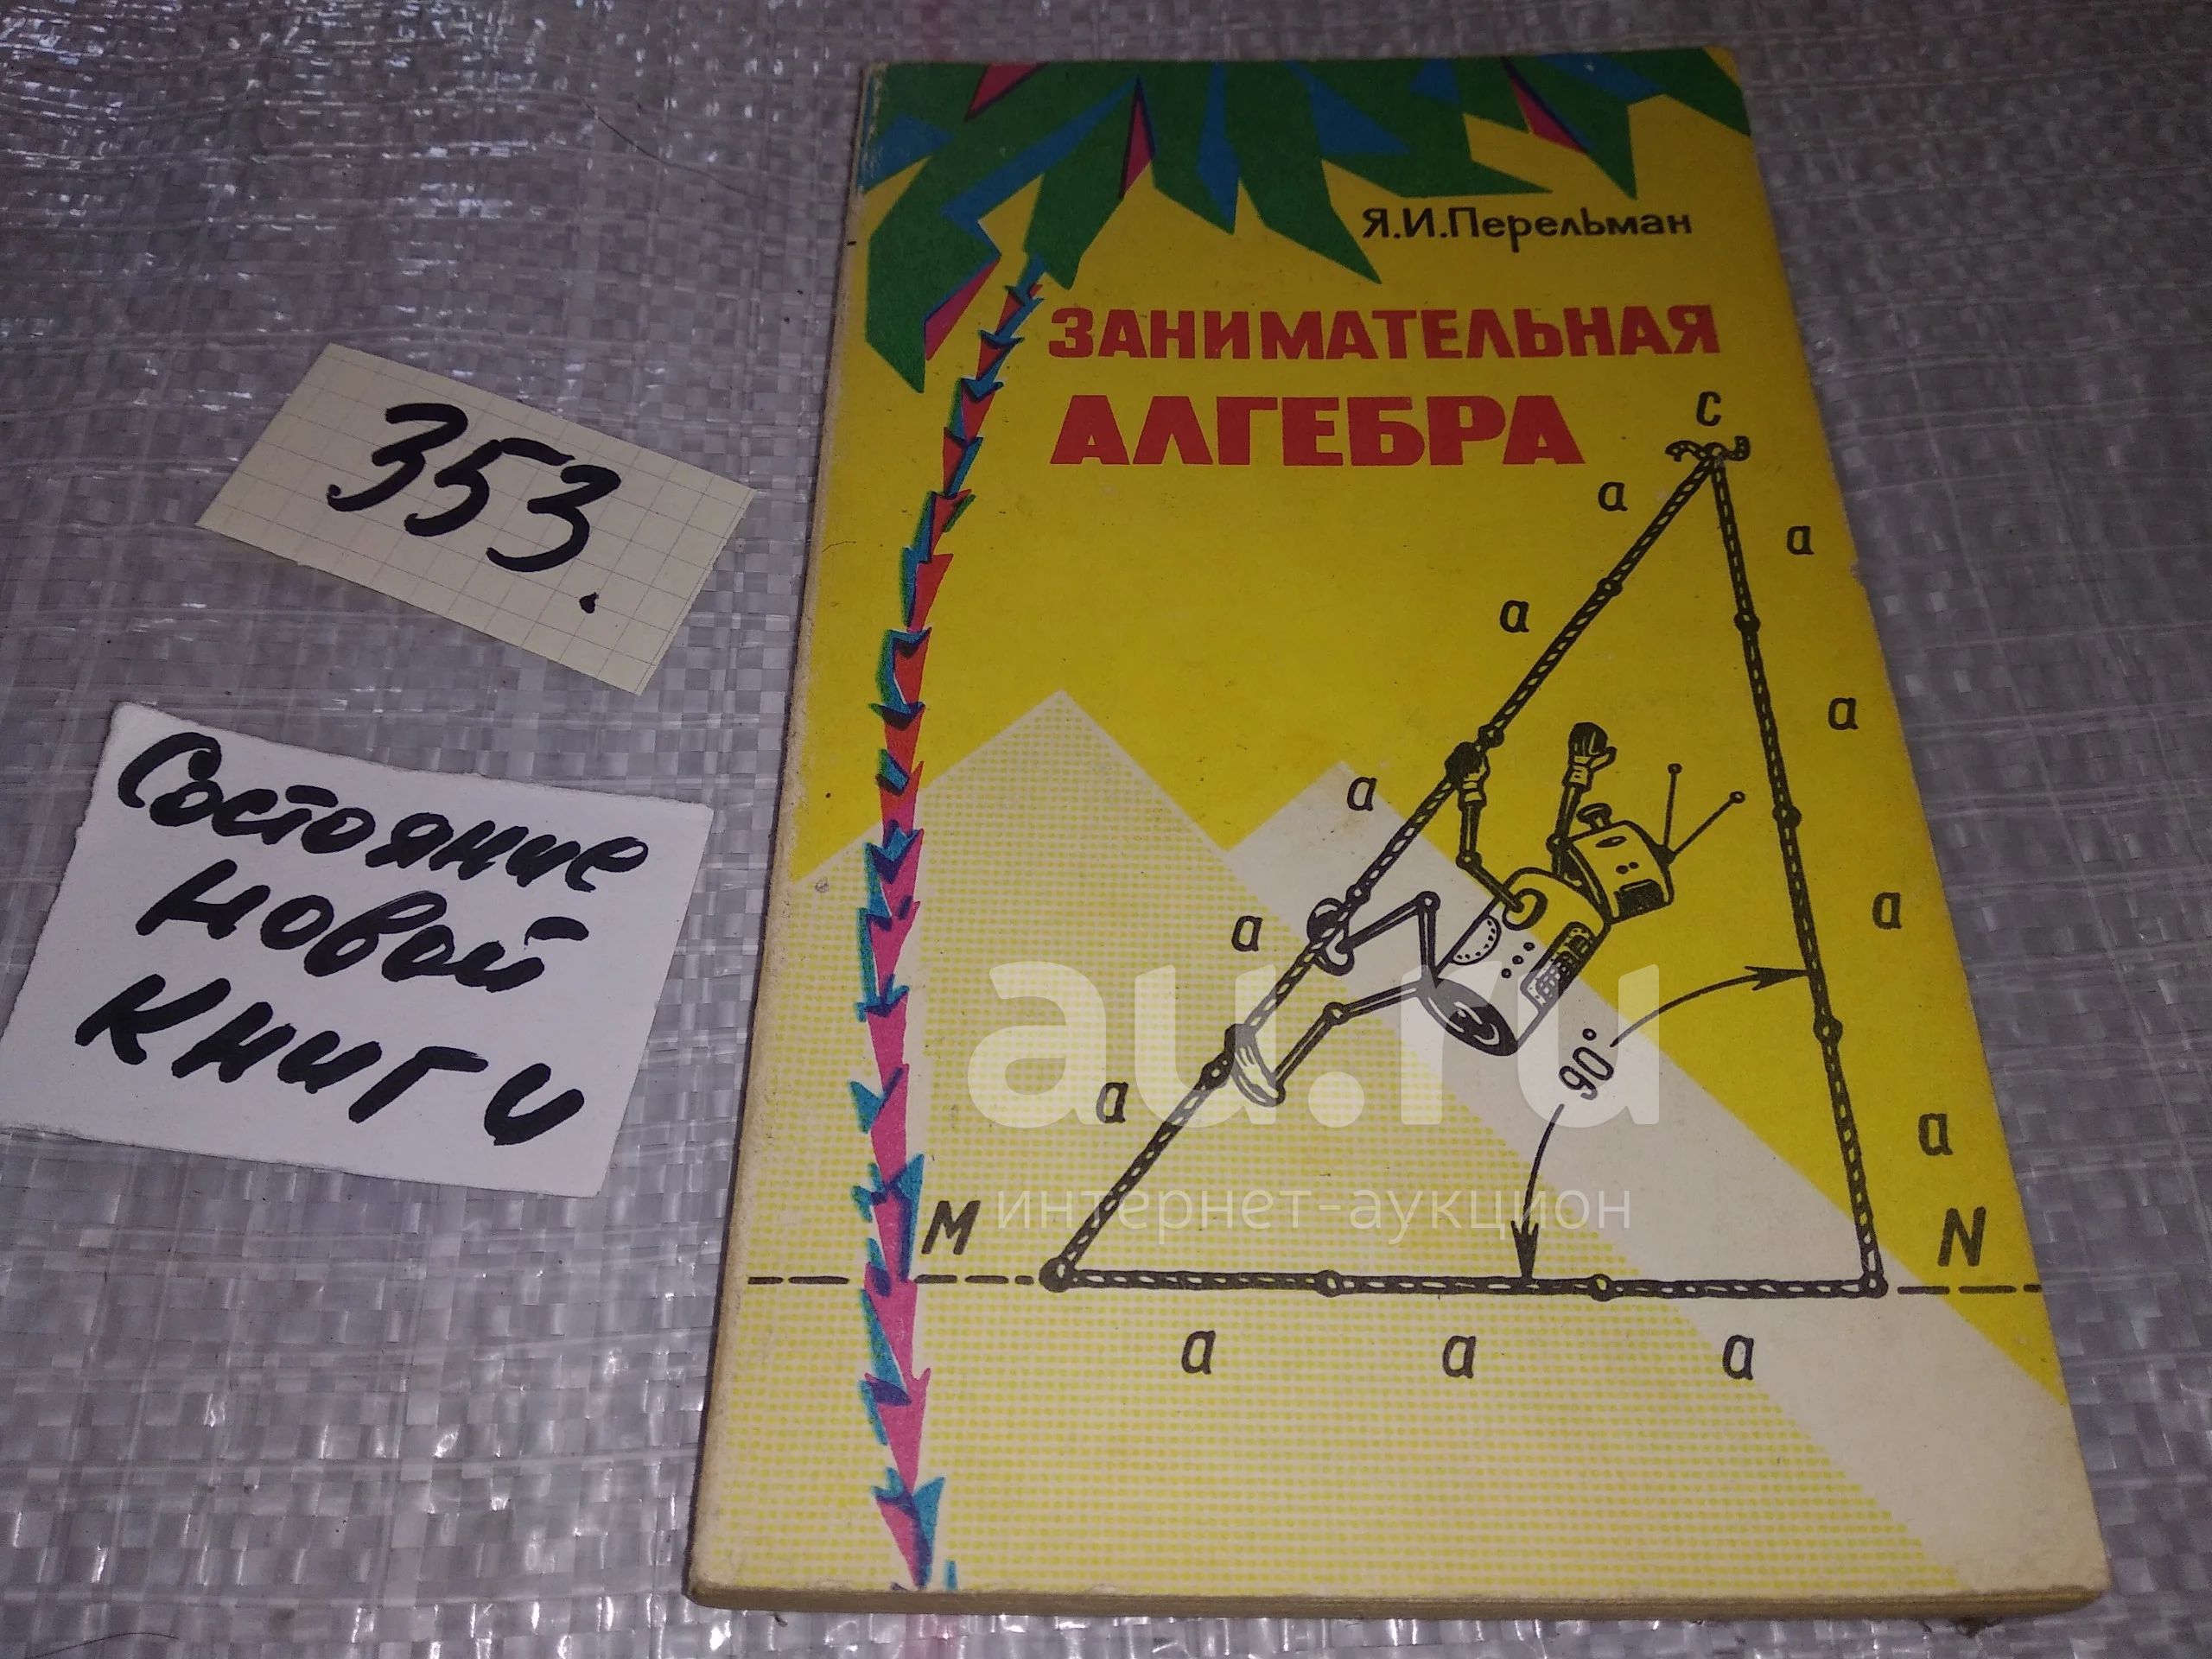 Я.И.Перельман
ЗАНИМАТЕЛЬНАЯ
АЛГЕБРА
C
a
a
a
a
a
a
a
a
a
90°
M
N
a
a
a
353.
Состояние
новой
книги
au.ru
интернет-аукцион